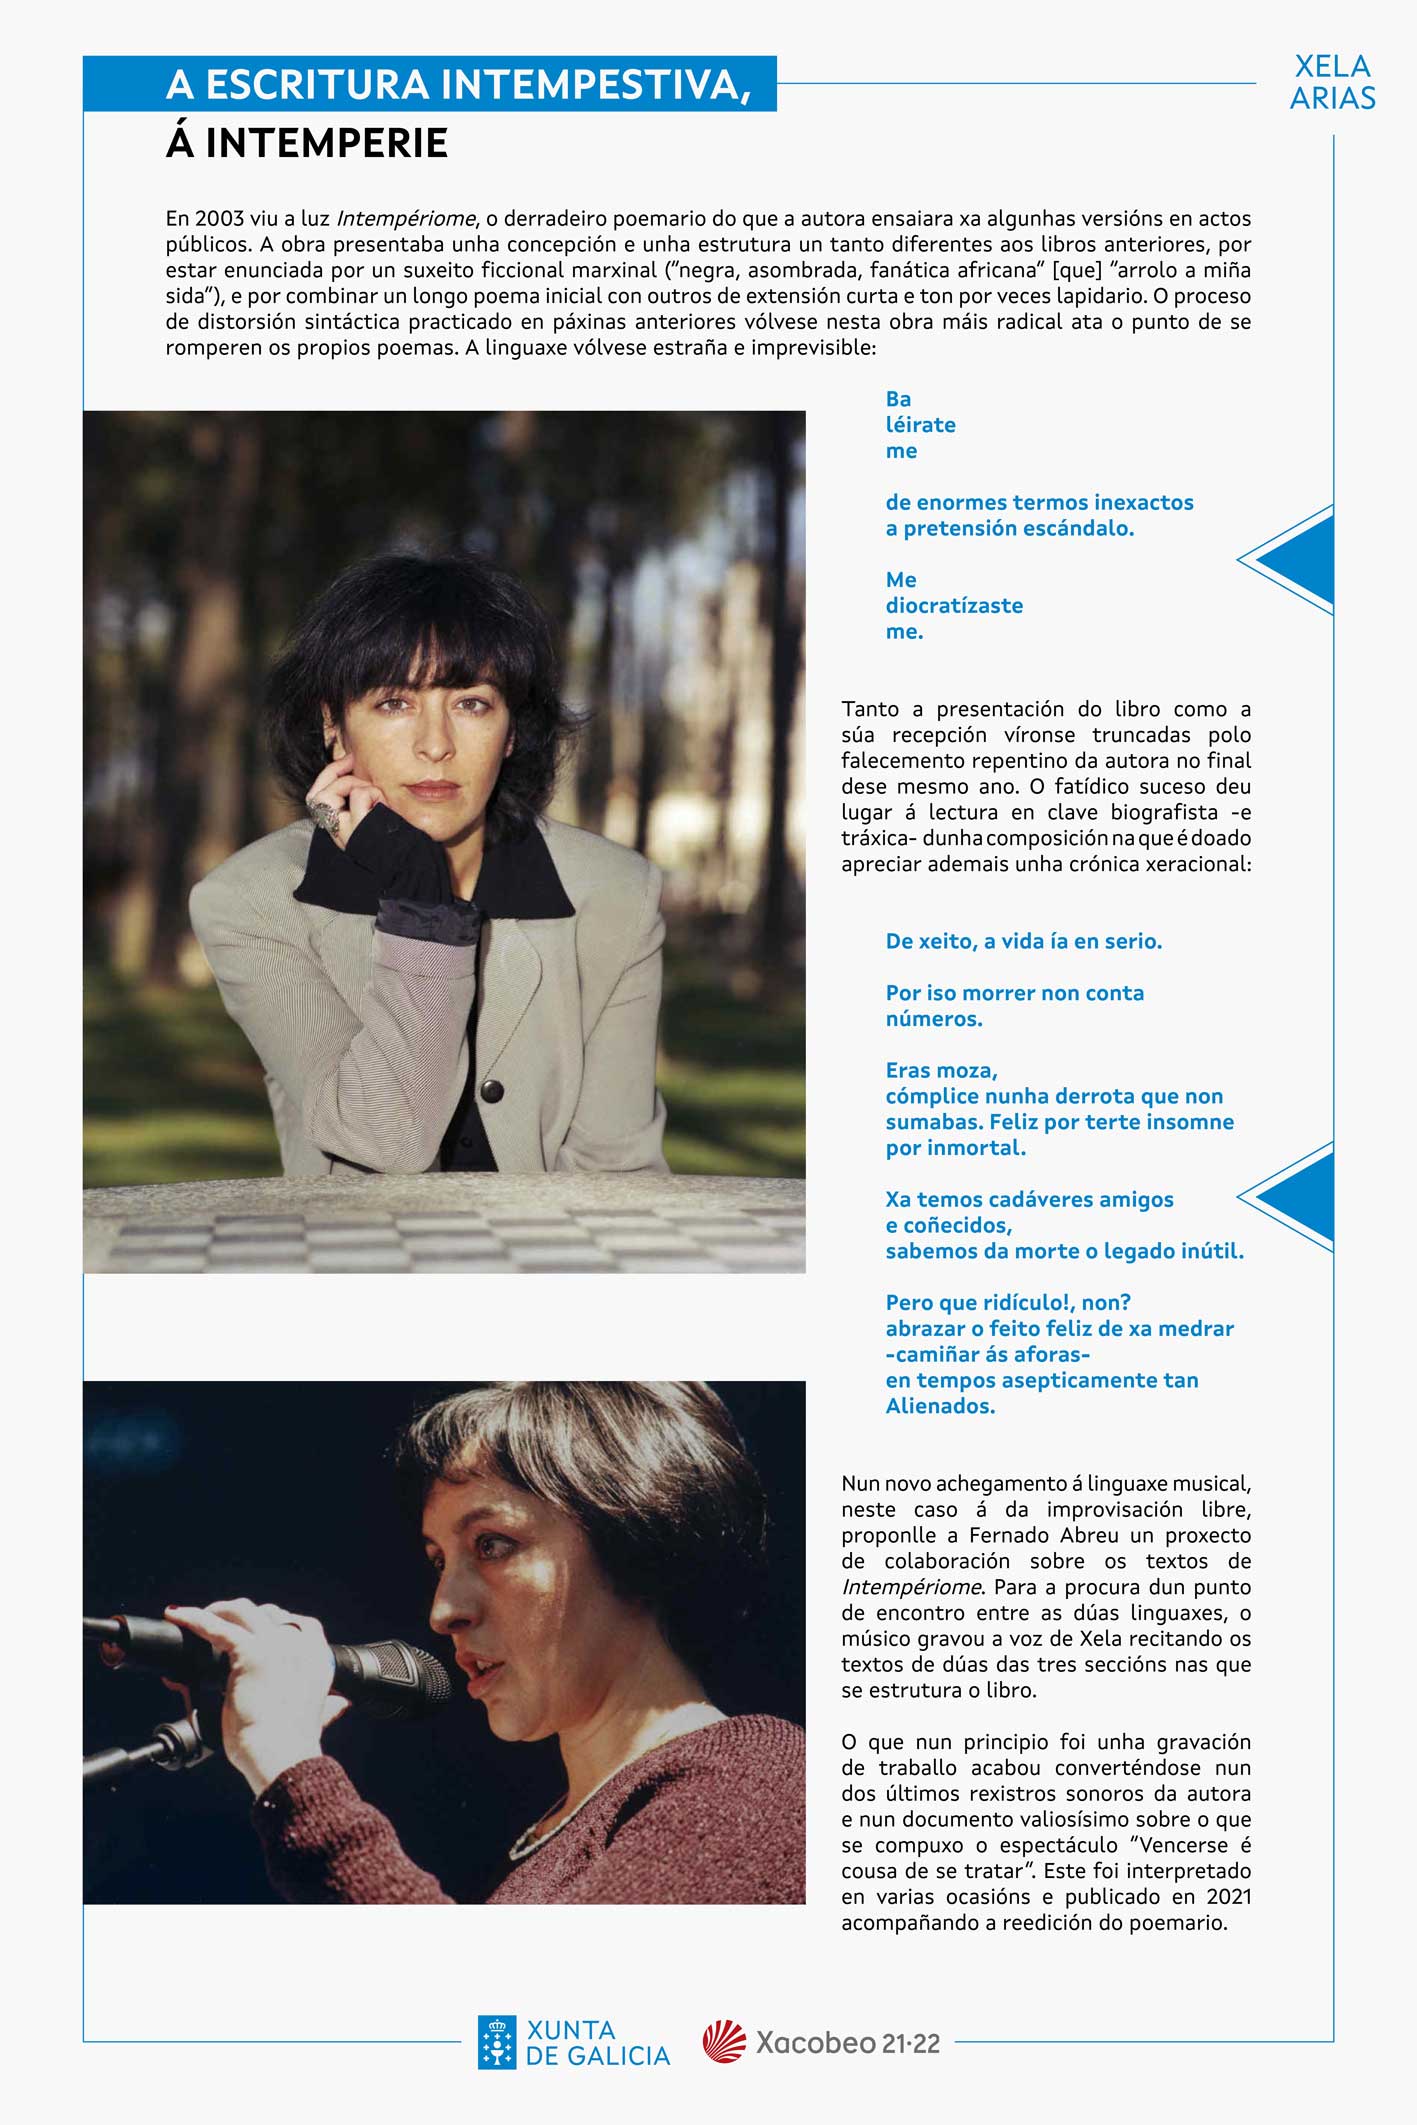 A ESCRITURA INTEMPESTIVA,
Á INTEMPERIE
XELA
ARIAS
En 2003 viu a luz Intempériome, o derradeiro poemario do que a autora ensaiara xa algunhas versións en actos
públicos. A obra presentaba unha concepción e unha estrutura un tanto diferentes aos libros anteriores, por
estar enunciada por un suxeito ficcional marxinal ("negra, asombrada, fanática africana" [que] "arrolo a miña
sida"), e por combinar un longo poema inicial con outros de extensión curta e ton por veces lapidario. O proceso
de distorsión sintáctica practicado en páxinas anteriores vólvese nesta obra máis radical ata o punto de se
romperen os propios poemas. A linguaxe vólvese estraña e imprevisible:
Ba
léirate
me
de enormes termos inexactos
a pretensión escándalo.
Me
diocratízaste
me.
Tanto a presentación do libro como a
súa recepción víronse truncadas polo
falecemento repentino da autora no final
dese mesmo ano. O fatídico suceso deu
lugar á lectura en clave biografista -e
tráxica- dunha composición na que é doado
apreciar ademais unha crónica xeracional:
De xeito, a vida ía en serio.
Por iso morrer non conta
números.
Eras moza,
cómplice nunha derrota que non
sumabas. Feliz por terte insomne
por inmortal.
Xa temos cadáveres amigos
e coñecidos,
sabemos da morte o legado inútil.
Pero que ridículo!, non?
abrazar o feito feliz de xa medrar
-camiñar ás aforas-
en tempos asepticamente tan
Alienados.
Nun novo achegamento á linguaxe musical,
neste caso á da improvisación libre,
proponlle a Fernado Abreu un proxecto
de colaboración sobre os textos de
Intempériome. Para a procura dun punto
de encontro entre as dúas linguaxes, o
músico gravou a voz de Xela recitando os
textos de dúas das tres seccións nas que
se estrutura o libro.
O que nun principio foi unha gravación
de traballo acabou converténdose nun
dos últimos rexistros sonoros da autora
e nun documento valiosísimo sobre o que
se compuxo o espectáculo "Vencerse é
cousa de se tratar". Este foi interpretado
en varias ocasións e publicado en 2021
acompañando a reedición do poemario.
XUNTA
DE GALICIA
Xacobeo 21·22